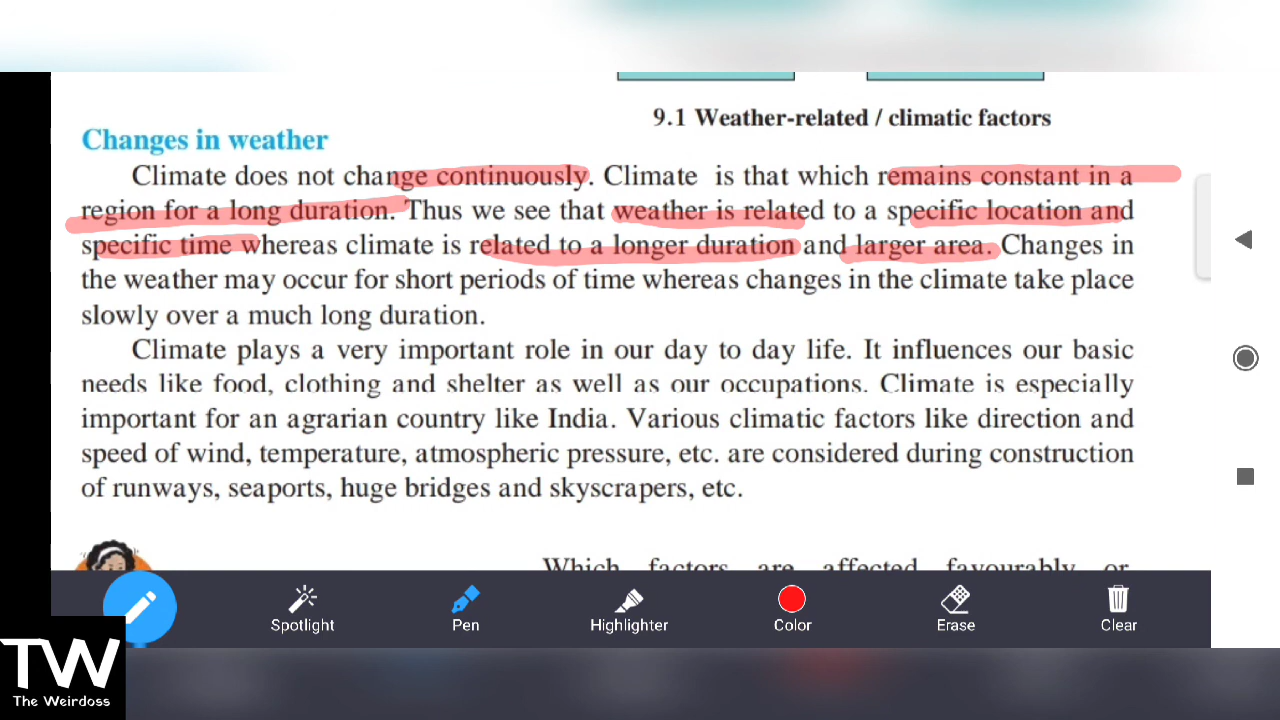 9.1 Weather-related / climatic factors
Changes in weather
Climate does not change continuously. Climate is that which remains constant in a
region for a long duration. Thus we see that weather is related to a specific location and
specific time whereas climate is related to a longer duration and larger area. Changes in
the weather may occur for short periods of time whereas changes in the climate take place
slowly over a much long duration.
Climate plays a very important role in our day to day life. It influences our basic
needs like food, clothing and shelter as well as our occupations. Climate is especially
important for an agrarian country like India. Various climatic factors like direction and
speed of wind, temperature, atmospheric pressure, etc. are considered during construction
of runways, seaports, huge bridges and skyscrapers, etc.
Which factors are affected favourably or
Spotlight Pen Highlighter Color Erase Clear
TW
The Weirdoss